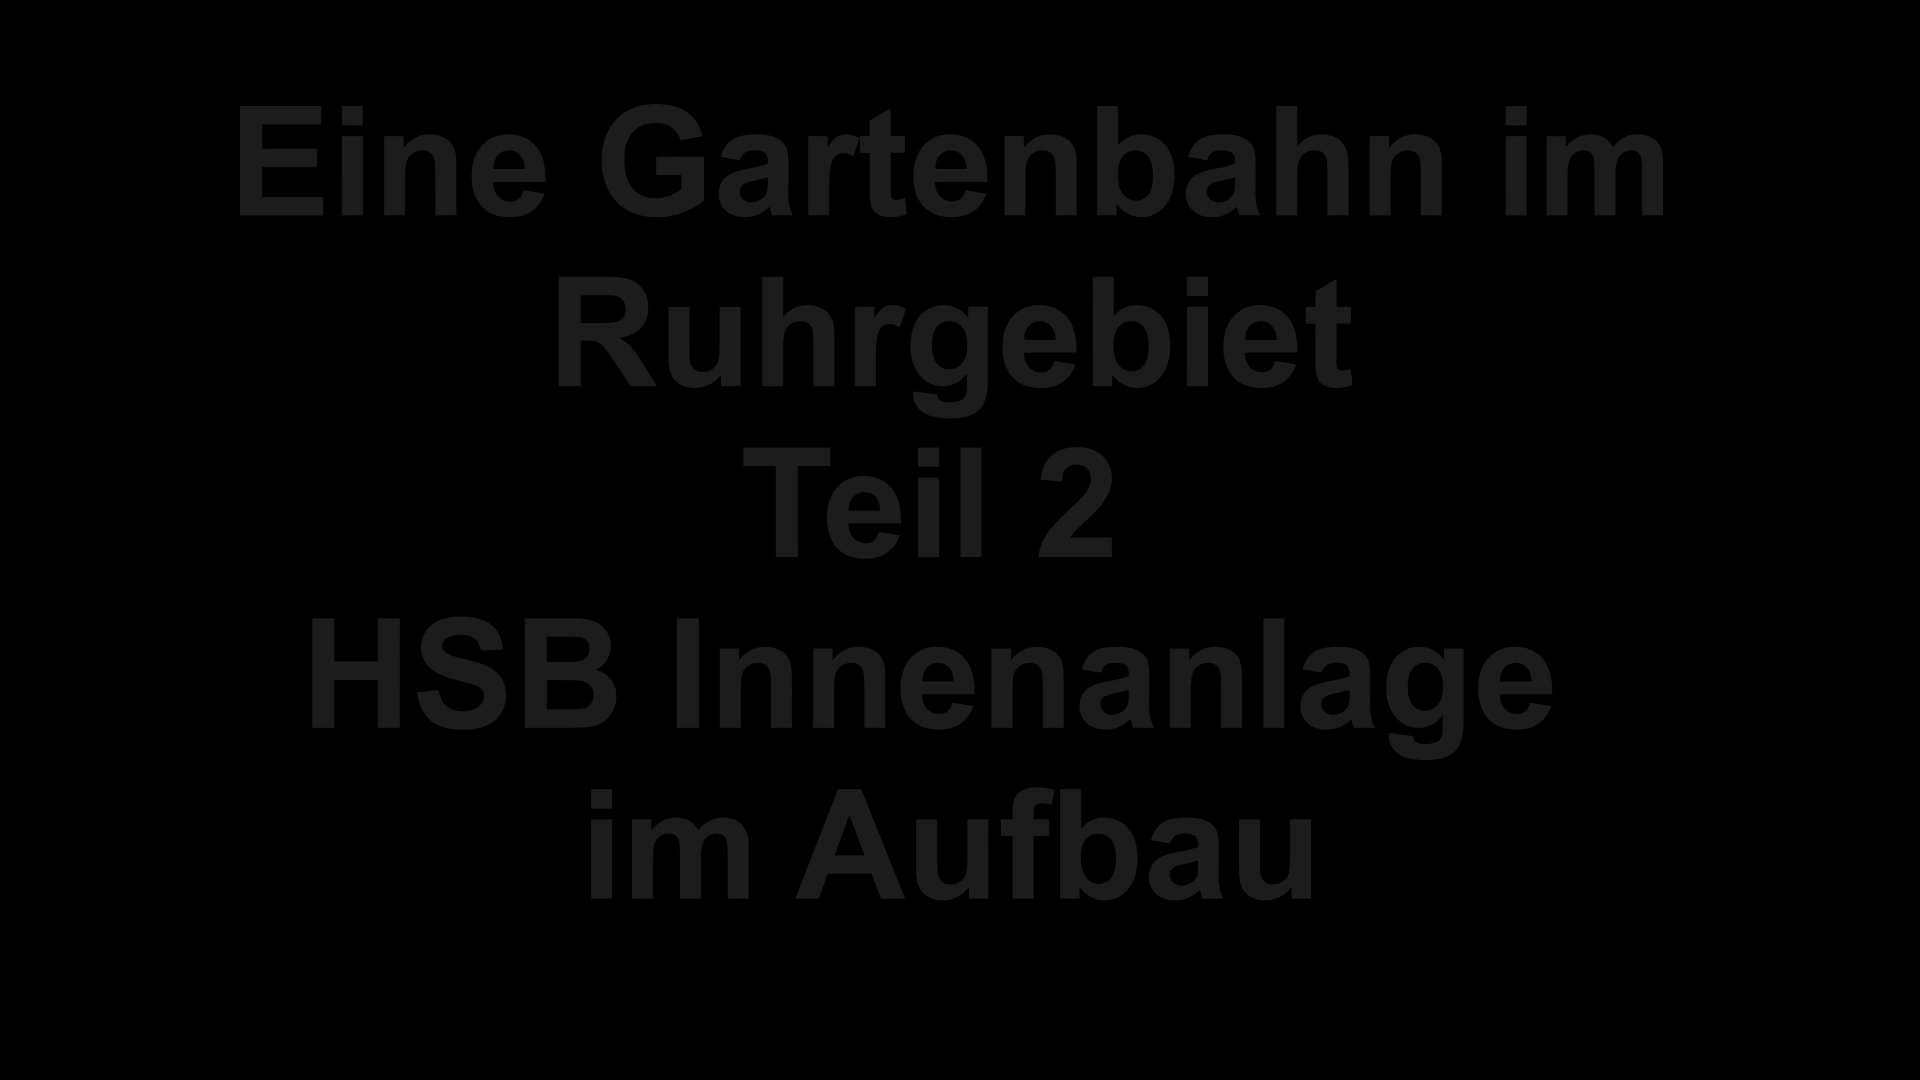 Eine Gartenbahn im
Ruhrgebiet
Teil 2
HSB Innenanlage
im Aufbau